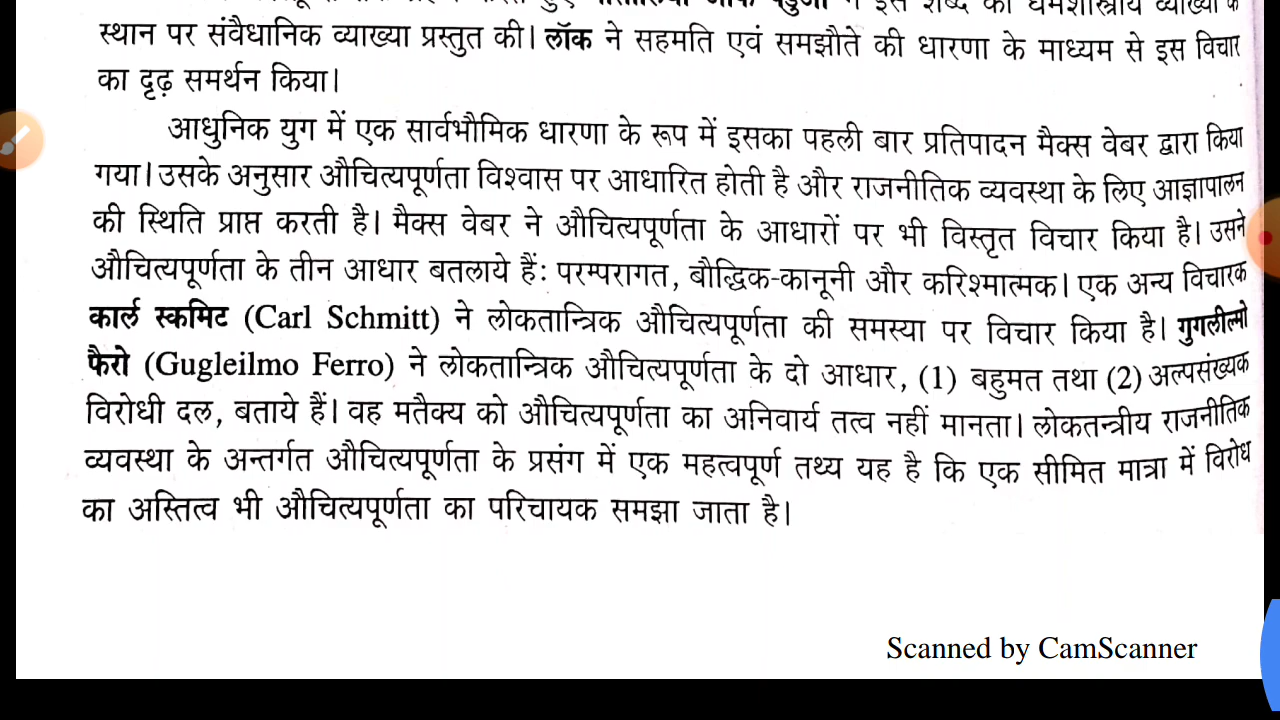 ने इस शब्द की धर्मशास्त्रीय व्याख्या के
स्थान पर संवैधानिक व्याख्या प्रस्तुत की। लॉक ने सहमति एवं समझौते की धारणा के माध्यम से इस विचार
का दृढ़ समर्थन किया।
आधुनिक युग में एक सार्वभौमिक धारणा के रूप में इसका पहली बार प्रतिपादन मैक्स वेबर द्वारा किया
गया। उसके अनुसार औचित्यपूर्णता विश्वास पर आधारित होती है और राजनीतिक व्यवस्था के लिए आज्ञापालन
की स्थिति प्राप्त करती है। मैक्स वेबर ने औचित्यपूर्णता के आधारों पर भी विस्तृत विचार किया है। उसने
औचित्यपूर्णता के तीन आधार बतलाये हैं: परम्परागत, बौद्धिक-कानूनी और करिश्मात्मक। एक अन्य विचारक
कार्ल स्कमिट (Carl Schmitt) ने लोकतान्त्रिक औचित्यपूर्णता की समस्या पर विचार किया है। गुगलील्मो
फैरो (Gugleilmo Ferro) ने लोकतान्त्रिक औचित्यपूर्णता के दो आधार, (1) बहुमत तथा (2) अल्पसंख्यक
विरोधी दल, बताये हैं। वह मतैक्य को औचित्यपूर्णता का अनिवार्य तत्व नहीं मानता। लोकतन्त्रीय राजनीतिक
व्यवस्था के अन्तर्गत औचित्यपूर्णता के प्रसंग में एक महत्वपूर्ण तथ्य यह है कि एक सीमित मात्रा में विरोध
का अस्तित्व भी औचित्यपूर्णता का परिचायक समझा जाता है।
Scanned by CamScanner